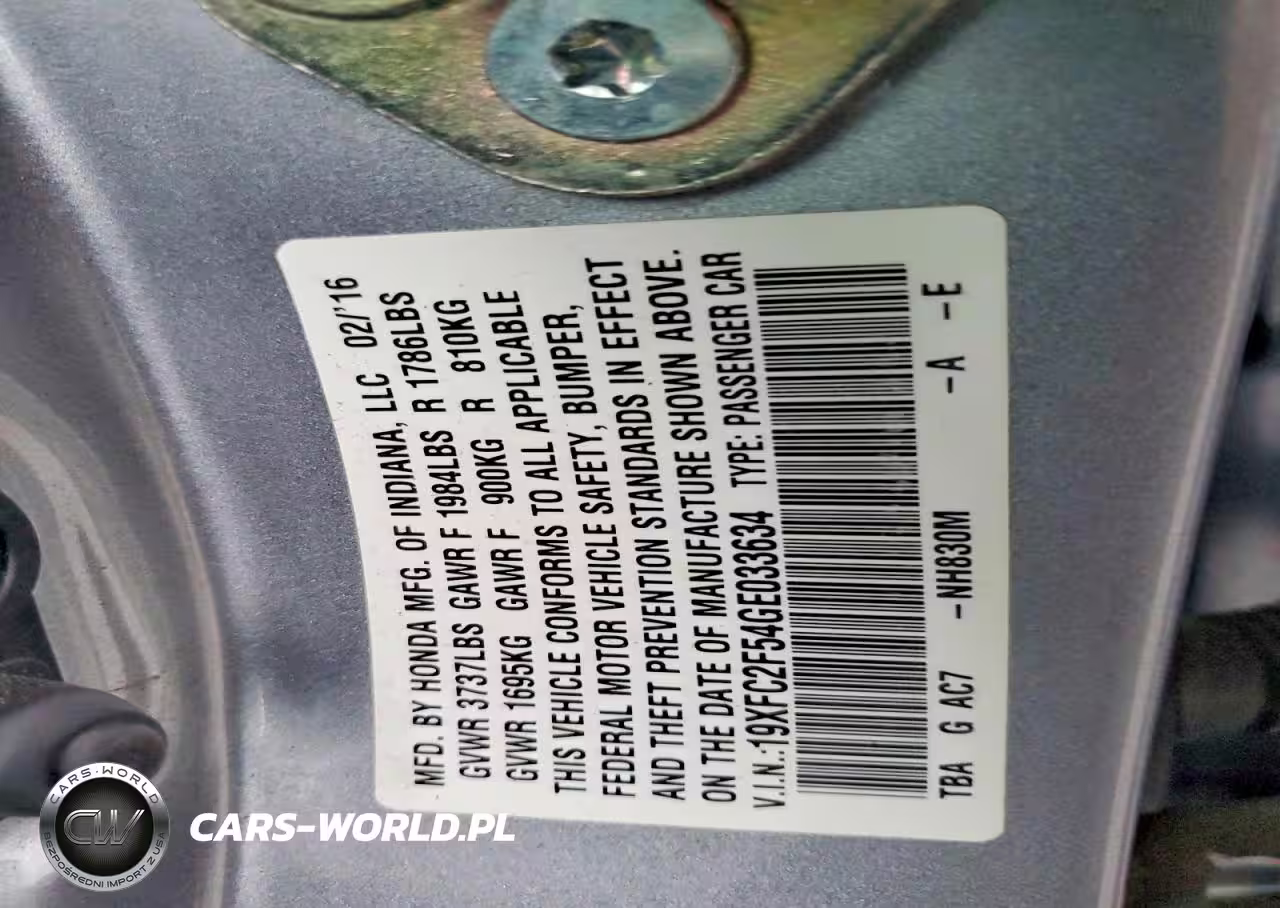 MFD. BY HONDA MFG. OF INDIANA, LLC 02/'16
GVWR 3737LBS GAWR F 1984LBS R 1786LBS
GVWR 1695KG GAWR F 900KG R 810KG
THIS VEHICLE CONFORMS TO ALL APPLICABLE
FEDERAL MOTOR VEHICLE SAFETY, BUMPER,
AND THEFT PREVENTION STANDARDS IN EFFECT
ON THE DATE OF MANUFACTURE SHOWN ABOVE.
V.I.N.:19XFC2F54GE033634 TYPE: PASSENGER CAR
TBA G AC7 -NH830M -A -E
CARS-WORLD
CW
BEZPOŚREDNI IMPORT Z USA
CARS-WORLD.PL